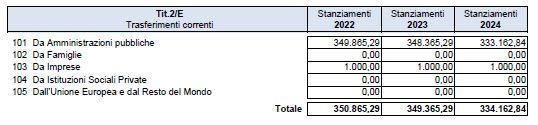 Tit.2/E Stanziamenti Stanziamenti Stanziamenti
Trasferimenti correnti 2022 2023 2024
101 Da Amministrazioni pubbliche 349.865,29 348.365,29 333.162,84
102 Da Famiglie 0,00 0,00 0,00
103 Da Imprese 1.000,00 1.000,00 1.000,00
104 Da Istituzioni Sociali Private 0,00 0,00 0,00
105 Dall'Unione Europea e dal Resto del Mondo 0,00 0,00 0,00
Totale 350.865,29 349.365,29 334.162,84